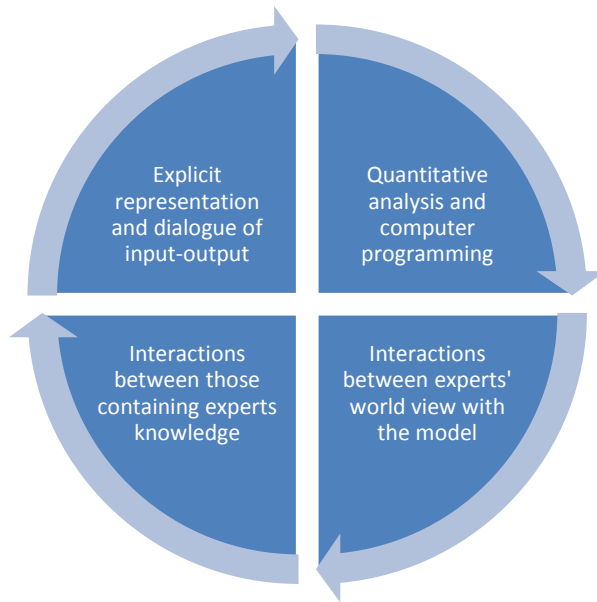 Explicit
representation
and dialogue of
input-output
Quantitative
analysis and
computer
programming
Interactions
between those
containing experts
knowledge
Interactions
between experts'
world view with
the model